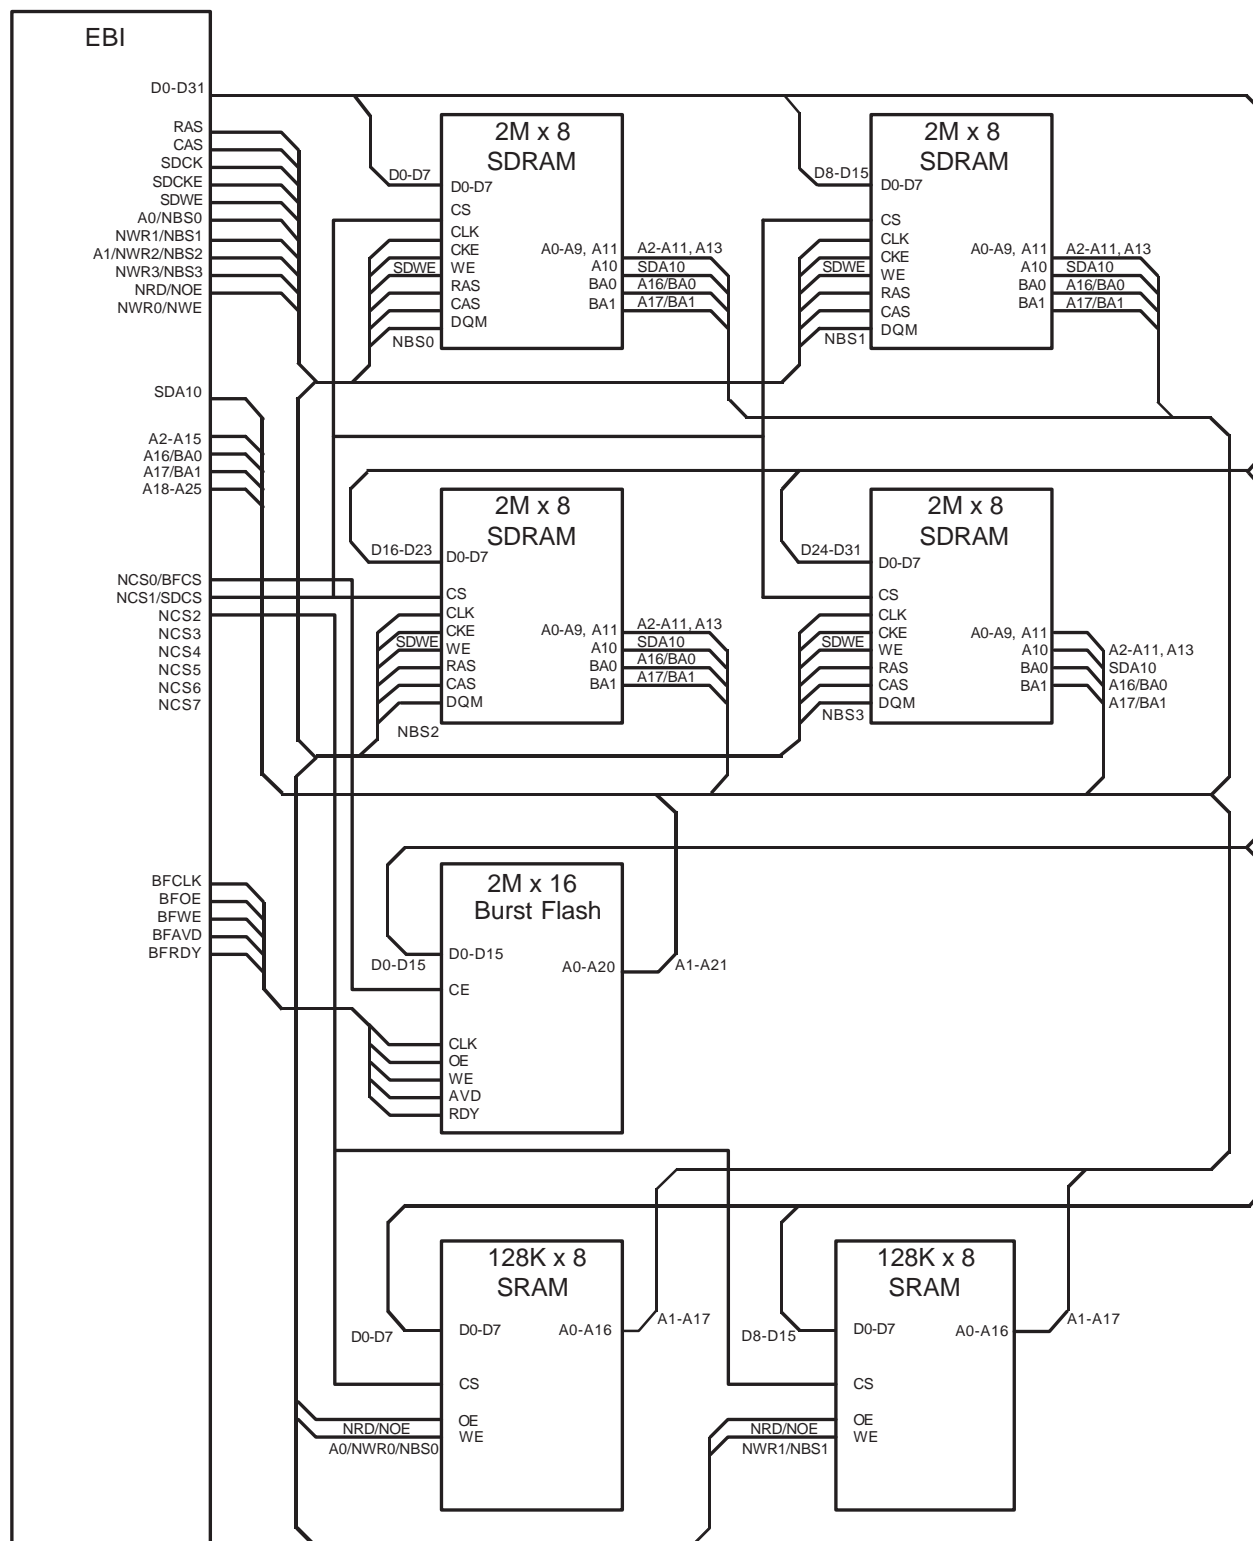 EBI
D0-D31
RAS
CAS
SDCK
SDCKE
SDWE
A0/NBS0
NWR1/NBS1
A1/NWR2/NBS2
NWR3/NBS3
NRD/NOE
NWR0/NWE
SDA10
A2-A15
A16/BA0
A17/BA1
A18-A25
NCS0/BFCS
NCS1/SDCS
NCS2
NCS3
NCS4
NCS5
NCS6
NCS7
BFCLK
BFOE
BFWE
BFAVD
BFRDY
2M x 8
SDRAM
D0-D7
D0-D7
CS
CLK
CKE
SDWE
WE
RAS
CAS
DQM
NBS0
A0-A9, A11
A10
BA0
BA1
A2-A11, A13
SDA10
A16/BA0
A17/BA1
2M x 8
SDRAM
D8-D15
D0-D7
CS
CLK
CKE
SDWE
WE
RAS
CAS
DQM
NBS1
A0-A9, A11
A10
BA0
BA1
A2-A11, A13
SDA10
A16/BA0
A17/BA1
2M x 8
SDRAM
D16-D23
D0-D7
CS
CLK
CKE
SDWE
WE
RAS
CAS
DQM
NBS2
A0-A9, A11
A10
BA0
BA1
A2-A11, A13
SDA10
A16/BA0
A17/BA1
2M x 8
SDRAM
D24-D31
D0-D7
CS
CLK
CKE
SDWE
WE
RAS
CAS
DQM
NBS3
A0-A9, A11
A10
BA0
BA1
A2-A11, A13
SDA10
A16/BA0
A17/BA1
2M x 16
Burst Flash
D0-D15
D0-D15
CE
CLK
OE
WE
AVD
RDY
A0-A20
A1-A21
128K x 8
SRAM
D0-D7
D0-D7
CS
OE
WE
NRD/NOE
A0/NWR0/NBS0
A0-A16
A1-A17
128K x 8
SRAM
D8-D15
D0-D7
CS
OE
WE
NRD/NOE
NWR1/NBS1
A0-A16
A1-A17